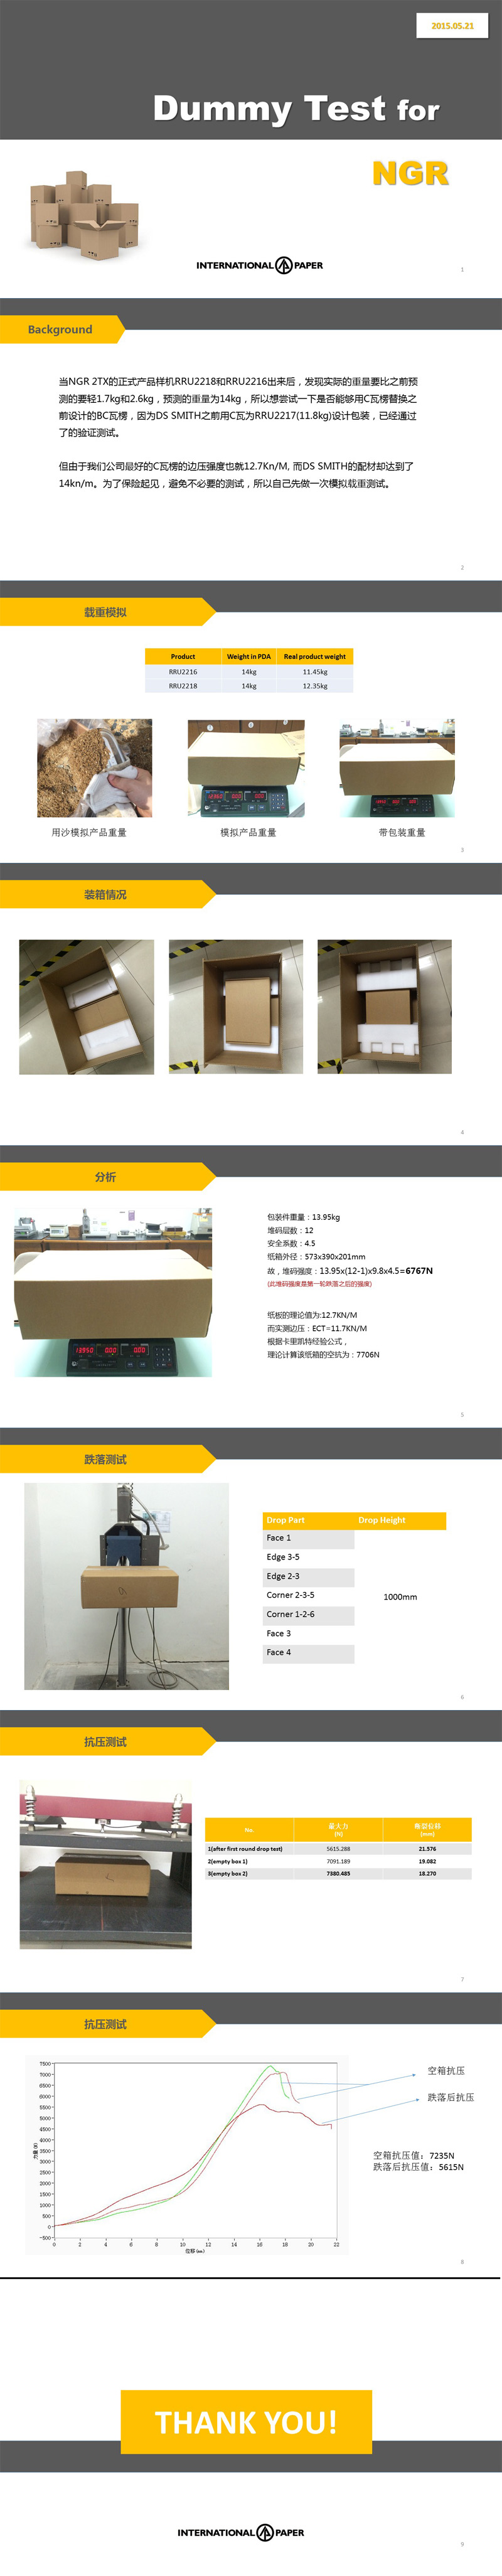 2015.05.21
Dummy Test for
NGR
INTERNATIONAL PAPER
1
Background
当NGR 2TX的正式产品样机RRU2218和RRU2216出来后，发现实际的重量要比之前预
测的要轻1.7kg和2.6kg，预测的重量为14kg，所以想尝试一下是否能够用C瓦楞替换之
前设计的BC瓦楞，因为DS SMITH之前用C瓦为RRU2217(11.8kg)设计包装，已经通过
了的验证测试。
但由于我们公司最好的C瓦楞的边压强度也就12.7Kn/M, 而DS SMITH的配材却达到了
14kn/m。为了保险起见，避免不必要的测试，所以自己先做一次模拟载重测试。
2
载重模拟
Product Weight in PDA Real product weight
RRU2216 14kg 11.45kg
RRU2218 14kg 12.35kg
用沙模拟产品重量 模拟产品重量 带包装重量
3
装箱情况
4
分析
包装件重量：13.95kg
堆码层数：12
安全系数：4.5
纸箱外径：573x390x201mm
故，堆码强度：13.95x(12-1)x9.8x4.5=6767N
(此堆码强度是第一轮跌落之后的强度)
纸板的理论值为:12.7KN/M
而实测边压：ECT=11.7KN/M
根据卡里凯特经验公式，
理论计算该纸箱的空抗为：7706N
5
跌落测试
Drop Part Drop Height
Face 1
Edge 3-5
Edge 2-3
Corner 2-3-5
1000mm
Corner 1-2-6
Face 3
Face 4
6
抗压测试
No. 最大力 (N) 断裂位移 (mm)
1(after first round drop test) 5615.288 21.576
2(empty box 1) 7091.189 19.082
3(empty box 2) 7380.485 18.270
7
抗压测试
7500
7000
6500
6000
5500
5000
4500
4000
3500
3000
2500
2000
1500
1000
500
0
-500
力量 (N)
0 2 4 6 8 10 12 14 16 18 20 22
位移 (mm)
空箱抗压
跌落后抗压
空箱抗压值：7235N
跌落后抗压值：5615N
8
THANK YOU!
INTERNATIONAL PAPER
9